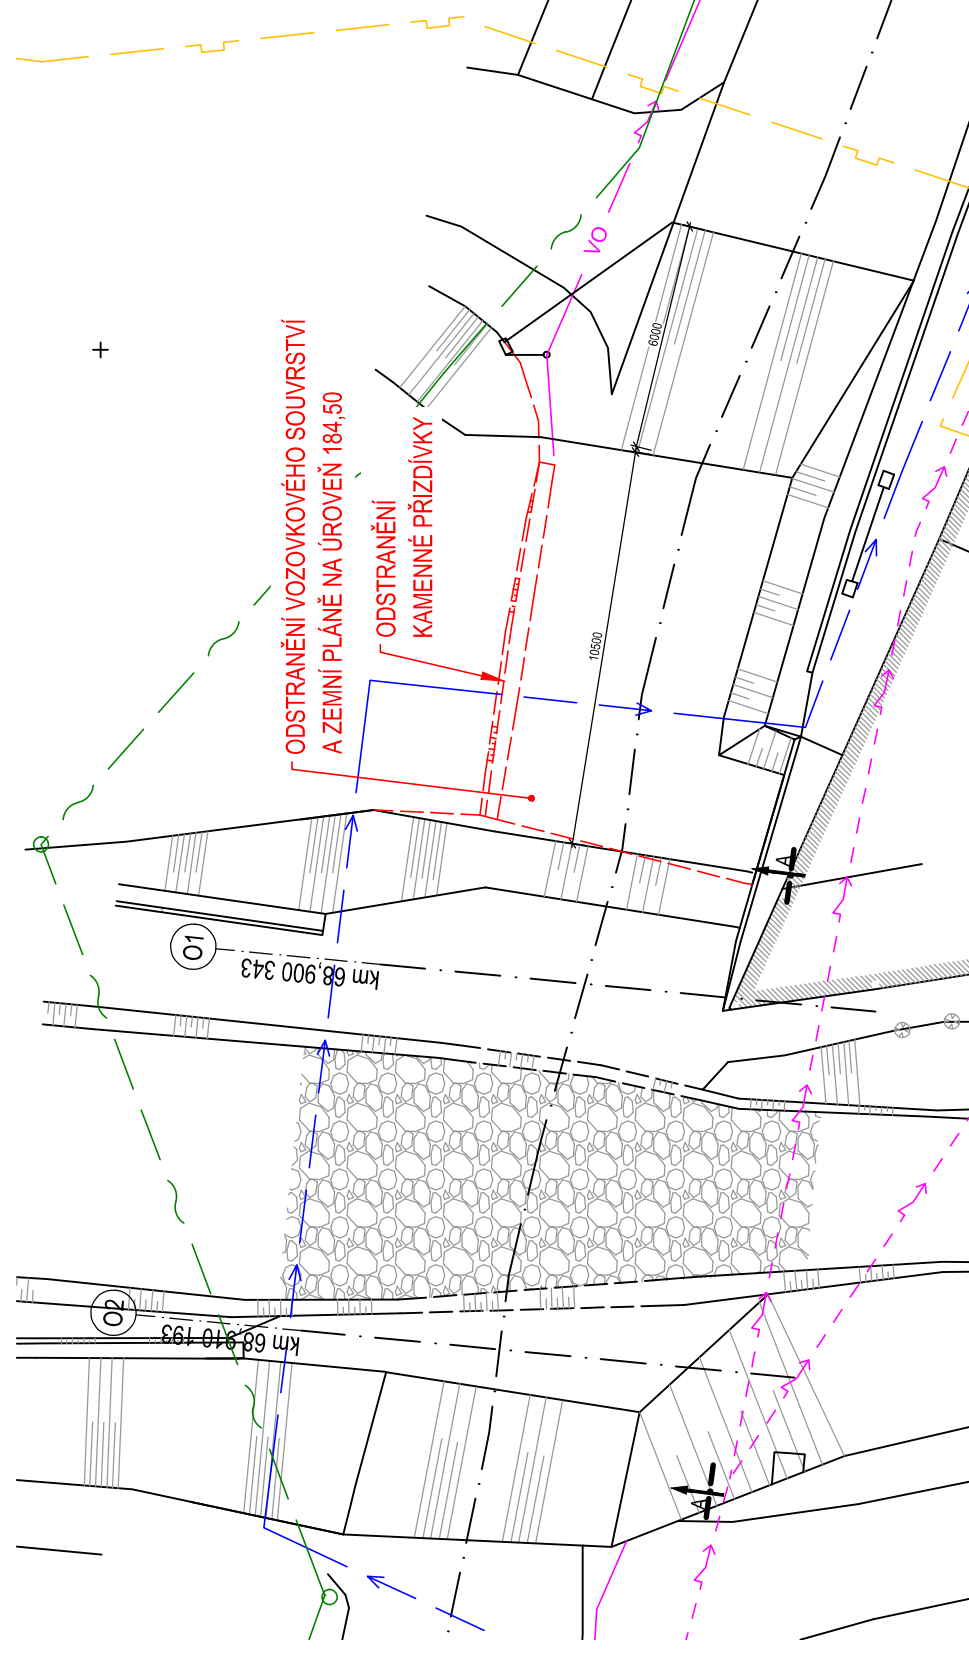 VO
6000
ODSTRANĚNÍ VOZOVKOVÉHO SOUVRSTVÍ
A ZEMNÍ PLÁNĚ NA ÚROVEŇ 184,50
ODSTRANĚNÍ
KAMENNÉ PŘIZDÍVKY
10500
A
01
km 68,900 343
02
km 68,910 193
A